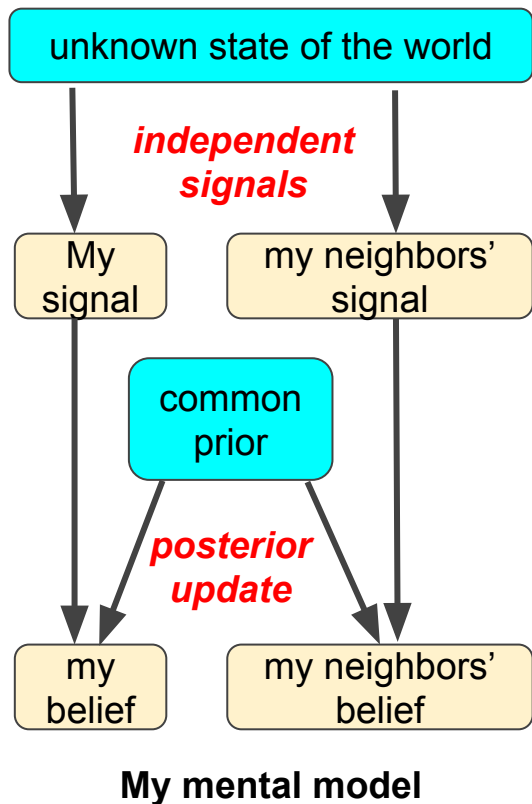 unknown state of the world
independent
signals
My
signal
my neighbors'
signal
common
prior
posterior
update
my
belief
my neighbors'
belief
My mental model